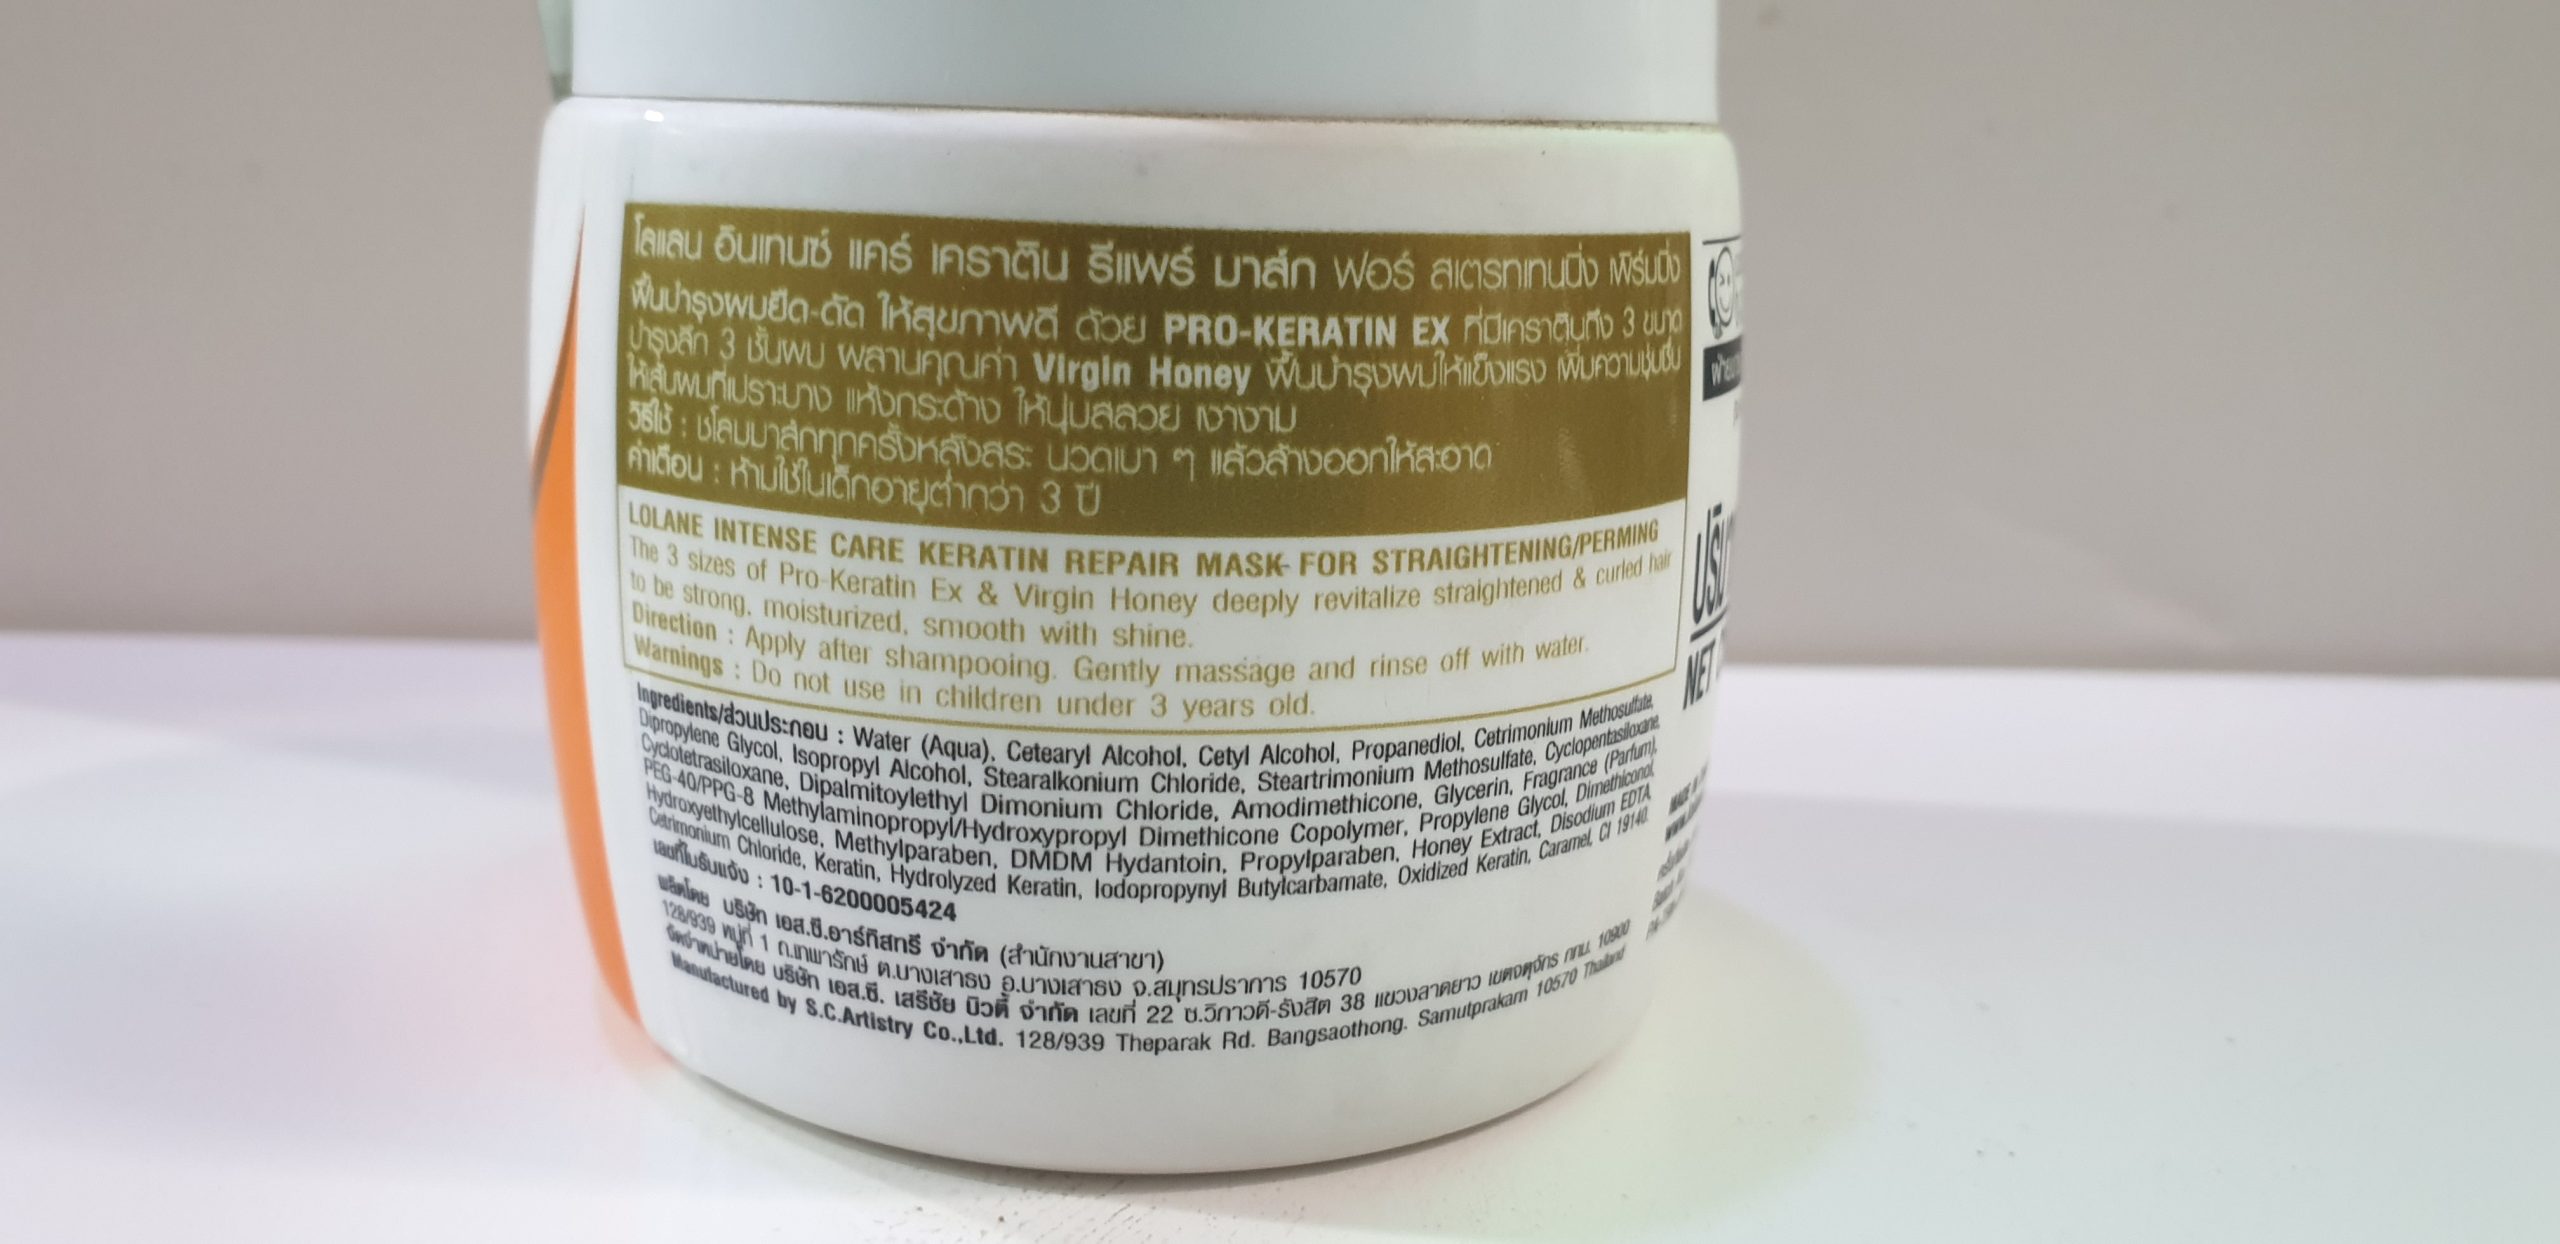 โลแลน อินเทนซ์ แคร์ เคราติน รีแพร์ มาส์ก ฟอร์ สเตรทเทนนิ่ง เพิร์มมิ่ง
ฟื้นบำรุงผมยืด-ดัด ให้สุขภาพดี ด้วย PRO-KERATIN EX ที่มีเคราตินถึง 3 ขนาด
บำรุงลึก 3 ชั้นผม ผสานคุณค่า Virgin Honey ฟื้นบำรุงผมให้แข็งแรง เพิ่มความชุ่มชื้น
ให้เส้นผมที่เปราะบาง แห้งกระด้าง ให้นุ่มสลวย เงางาม
วิธีใช้ : ชโลมมาส์กทุกครั้งหลังสระ นวดเบา ๆ แล้วล้างออกให้สะอาด
คำเตือน : ห้ามใช้ในเด็กอายุต่ำกว่า 3 ปี
LOLANE INTENSE CARE KERATIN REPAIR MASK- FOR STRAIGHTENING/PERMING
The 3 sizes of Pro-Keratin Ex & Virgin Honey deeply revitalize straightened & curled hair
to be strong, moisturized, smooth with shine.
Direction : Apply after shampooing. Gently massage and rinse off with water.
Warnings : Do not use in children under 3 years old.
Ingredients/ส่วนประกอบ : Water (Aqua), Cetearyl Alcohol, Cetyl Alcohol, Propanediol, Cetrimonium Methosulfate,
Dipropylene Glycol, Isopropyl Alcohol, Stearalkonium Chloride, Steartrimonium Methosulfate, Cyclopentasiloxane,
Cyclotetrasiloxane, Dipalmitoylethyl Dimonium Chloride, Amodimethicone, Glycerin, Fragrance (Parfum),
PEG-40/PPG-8 Methylaminopropyl/Hydroxypropyl Dimethicone Copolymer, Propylene Glycol, Dimethiconol,
Hydroxyethylcellulose, Methylparaben, DMDM Hydantoin, Propylparaben, Honey Extract, Disodium EDTA,
Cetrimonium Chloride, Keratin, Hydrolyzed Keratin, Iodopropynyl Butylcarbamate, Oxidized Keratin, Caramel, CI 19140.
เลขที่ใบรับแจ้ง : 10-1-6200005424
ผลิตโดย บริษัท เอส.ซี.อาร์ทิสทรี จำกัด (สำนักงานสาขา)
128/939 หมู่ที่ 1 ถ.เทพารักษ์ ต.บางเสาธง อ.บางเสาธง จ.สมุทรปราการ 10570
จัดจำหน่ายโดย บริษัท เอส.ซี. เสรีชัย บิวตี้ จำกัด เลขที่ 22 ซ.วิภาวดี-รังสิต 38 แขวงลาดยาว เขตจตุจักร กทม. 10900
Manufactured by S.C.Artistry Co.,Ltd. 128/939 Theparak Rd. Bangsaothong. Samutprakarn 10570 Thailand
NET